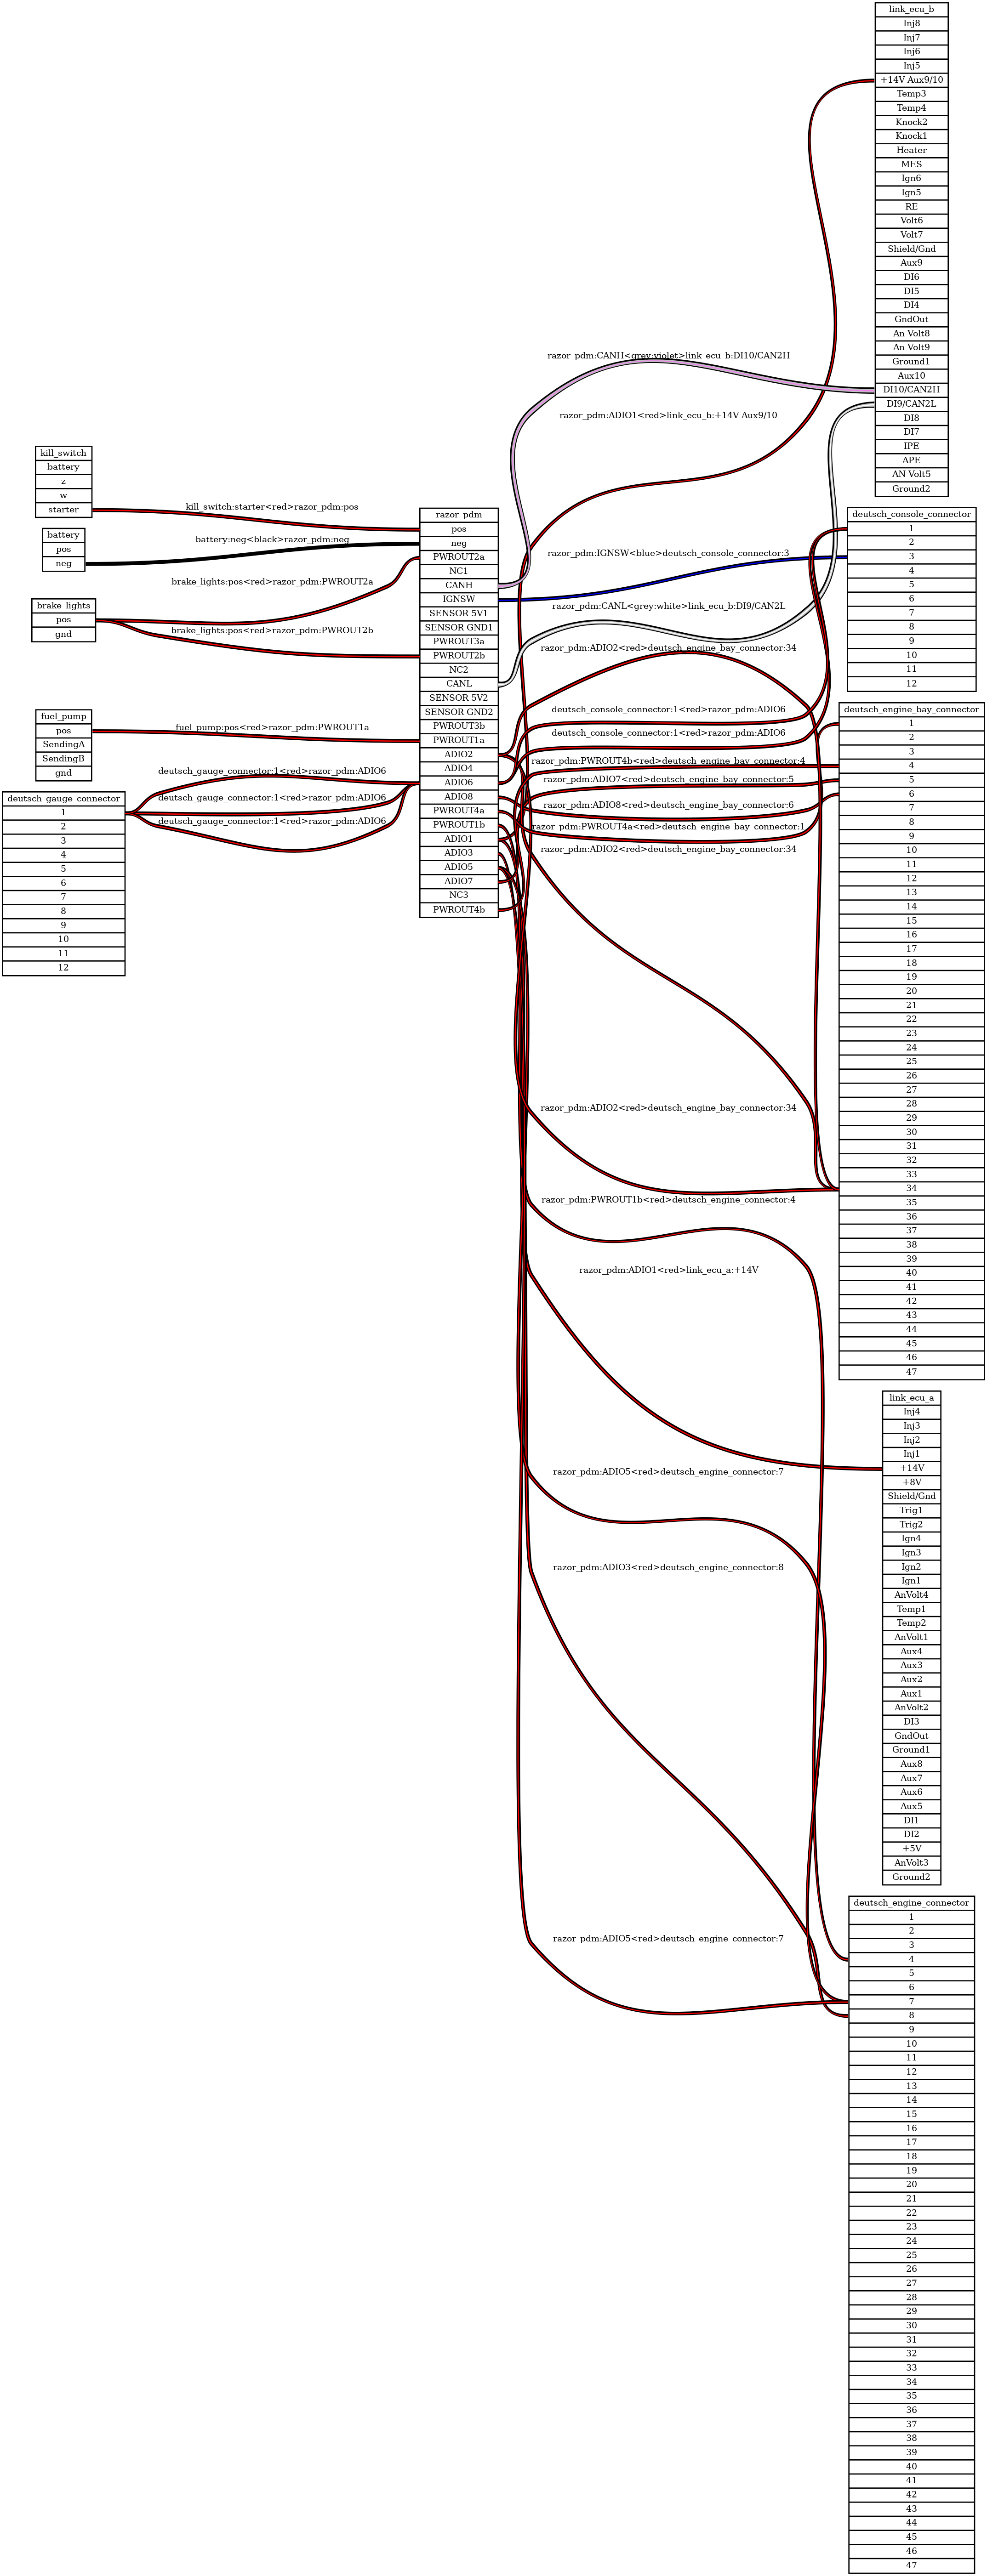 link_ecu_b
Inj8
Inj7
Inj6
Inj5
+14V Aux9/10
Temp3
Temp4
Knock2
Knock1
Heater
MES
Ign6
Ign5
RE
Volt6
Volt7
Shield/Gnd
Aux9
DI6
DI5
DI4
GndOut
An Volt8
An Volt9
Ground1
Aux10
DI10/CAN2H
DI9/CAN2L
DI8
DI7
IPE
APE
AN Volt5
Ground2
kill_switch
battery
z
w
starter
battery
pos
neg
brake_lights
pos
gnd
fuel_pump
pos
SendingA
SendingB
gnd
deutsch_gauge_connector
1
2
3
4
5
6
7
8
9
10
11
12
kill_switch:starter<red>razor_pdm:pos
battery:neg<black>razor_pdm:neg
brake_lights:pos<red>razor_pdm:PWROUT2a
brake_lights:pos<red>razor_pdm:PWROUT2b
fuel_pump:pos<red>razor_pdm:PWROUT1a
deutsch_gauge_connector:1<red>razor_pdm:ADIO6
deutsch_gauge_connector:1<red>razor_pdm:ADIO6
deutsch_gauge_connector:1<red>razor_pdm:ADIO6
razor_pdm
pos
neg
PWROUT2a
NC1
CANH
IGNSW
SENSOR 5V1
SENSOR GND1
PWROUT3a
PWROUT2b
NC2
CANL
SENSOR 5V2
SENSOR GND2
PWROUT3b
PWROUT1a
ADIO2
ADIO4
ADIO6
ADIO8
PWROUT4a
PWROUT1b
ADIO1
ADIO3
ADIO5
ADIO7
NC3
PWROUT4b
razor_pdm:CANH<grey:violet>link_ecu_b:DI10/CAN2H
razor_pdm:ADIO1<red>link_ecu_b:+14V Aux9/10
razor_pdm:IGNSW<blue>deutsch_console_connector:3
razor_pdm:CANL<grey:white>link_ecu_b:DI9/CAN2L
razor_pdm:ADIO2<red>deutsch_engine_bay_connector:34
deutsch_console_connector:1<red>razor_pdm:ADIO6
deutsch_console_connector:1<red>razor_pdm:ADIO6
razor_pdm:PWROUT4b<red>deutsch_engine_bay_connector:4
razor_pdm:ADIO7<red>deutsch_engine_bay_connector:5
razor_pdm:ADIO8<red>deutsch_engine_bay_connector:6
razor_pdm:PWROUT4a<red>deutsch_engine_bay_connector:1
razor_pdm:ADIO2<red>deutsch_engine_bay_connector:34
razor_pdm:ADIO2<red>deutsch_engine_bay_connector:34
razor_pdm:PWROUT1b<red>deutsch_engine_connector:4
razor_pdm:ADIO1<red>link_ecu_a:+14V
razor_pdm:ADIO5<red>deutsch_engine_connector:7
razor_pdm:ADIO3<red>deutsch_engine_connector:8
razor_pdm:ADIO5<red>deutsch_engine_connector:7
deutsch_console_connector
1
2
3
4
5
6
7
8
9
10
11
12
deutsch_engine_bay_connector
1
2
3
4
5
6
7
8
9
10
11
12
13
14
15
16
17
18
19
20
21
22
23
24
25
26
27
28
29
30
31
32
33
34
35
36
37
38
39
40
41
42
43
44
45
46
47
link_ecu_a
Inj4
Inj3
Inj2
Inj1
+14V
+8V
Shield/Gnd
Trig1
Trig2
Ign4
Ign3
Ign2
Ign1
AnVolt4
Temp1
Temp2
AnVolt1
Aux4
Aux3
Aux2
Aux1
AnVolt2
DI3
GndOut
Ground1
Aux8
Aux7
Aux6
Aux5
DI1
DI2
+5V
AnVolt3
Ground2
deutsch_engine_connector
1
2
3
4
5
6
7
8
9
10
11
12
13
14
15
16
17
18
19
20
21
22
23
24
25
26
27
28
29
30
31
32
33
34
35
36
37
38
39
40
41
42
43
44
45
46
47